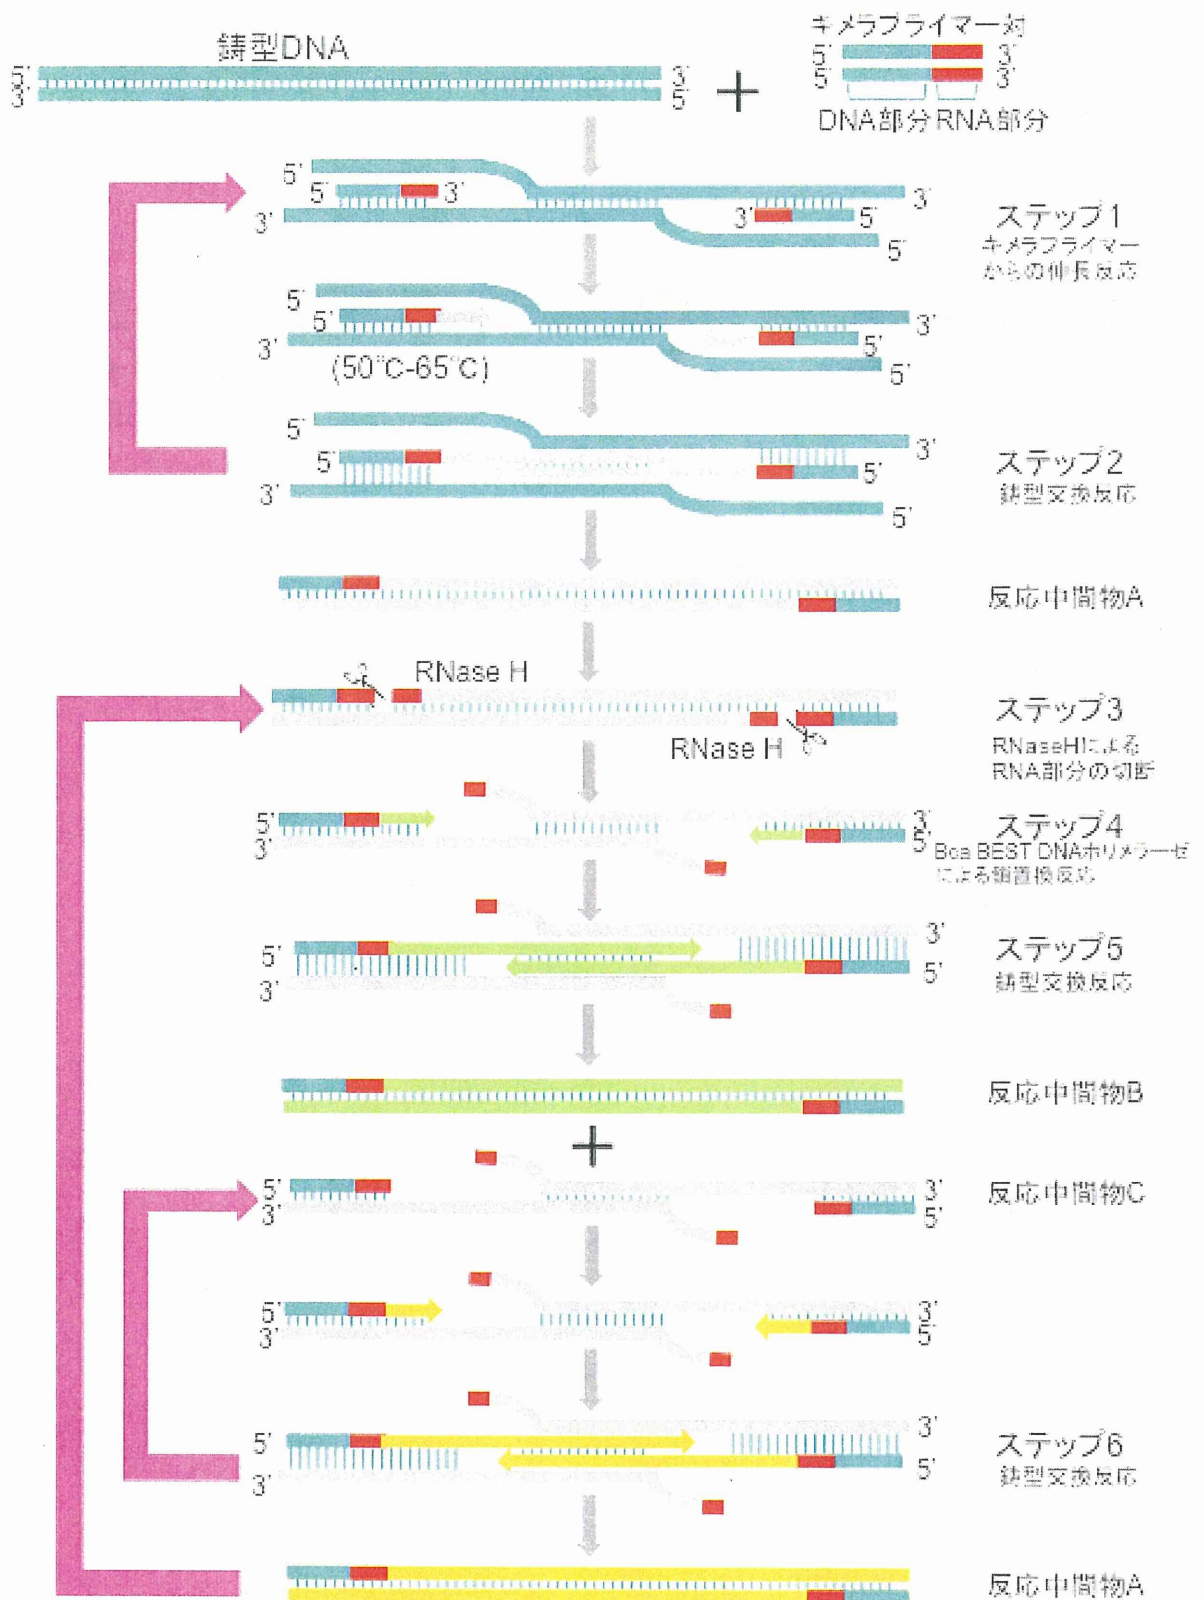 鋳型DNA
キメラプライマー対
5' 3'
5' 3'
5' 3'
3' 5'
+
DNA部分 RNA部分
5'
5' 3'
3'
3' 5'
3'
5'
ステップ1
キメラプライマー
からの伸長反応
5'
5'
3'
3'
5'
5'
(50℃-65℃)
5'
5'
3'
3'
5'
5'
ステップ2
鋳型交換反応
反応中間物A
RNase H
RNase H
ステップ3
RNaseHによる
RNA部分の切断
5'
3'
3'
5'
ステップ4
Bca BEST DNAポリメラーゼ
による鎖置換反応
5'
3'
3'
5'
ステップ5
鋳型交換反応
反応中間物B
+
5'
3'
3'
5'
反応中間物C
5'
3'
3'
5'
5'
3'
3'
5'
ステップ6
鋳型交換反応
反応中間物A